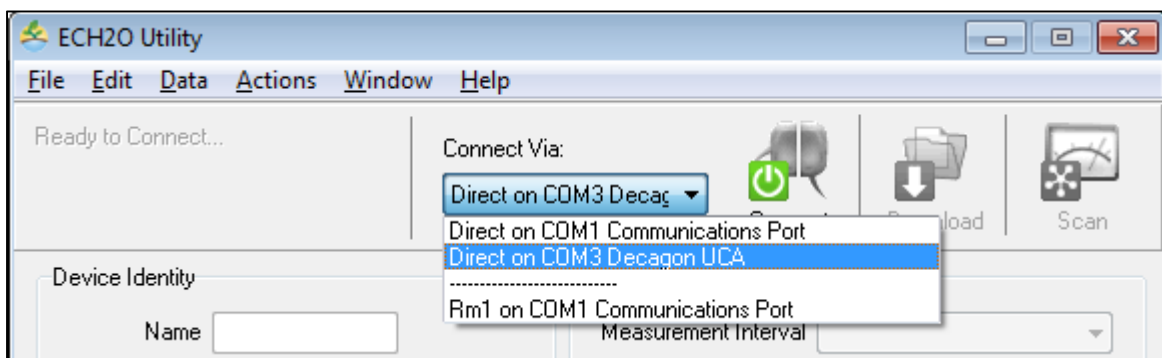 ECH2O Utility
File Edit Data Actions Window Help
Ready to Connect...
Connect Via:
Direct on COM3 Decag
Direct on COM1 Communications Port
Direct on COM3 Decagon UCA
----------------------------
Rm1 on COM1 Communications Port
Scan
Device Identity
Name
Measurement Interval